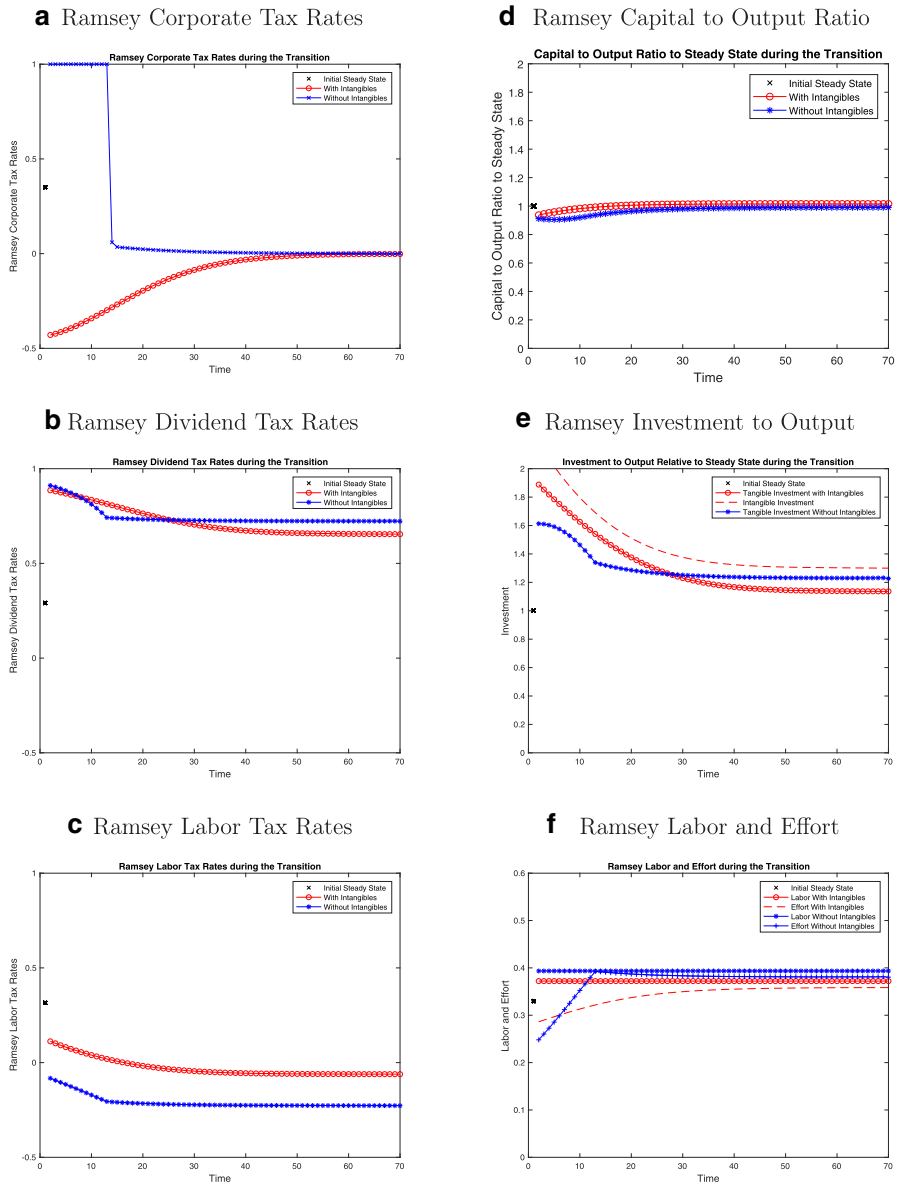 a Ramsey Corporate Tax Rates
Ramsey Corporate Tax Rates during the Transition
Initial Steady State
With Intangibles
Without Intangibles
1
0.5
0
-0.5
Ramsey Corporate Tax Rates
0 10 20 30 40 50 60 70
Time
d Ramsey Capital to Output Ratio
Capital to Output Ratio to Steady State during the Transition
Initial Steady State
With Intangibles
Without Intangibles
2
1.8
1.6
1.4
1.2
1
0.8
0.6
0.4
0.2
0
Capital to Output Ratio to Steady State
0 10 20 30 40 50 60 70
Time
b Ramsey Dividend Tax Rates
Ramsey Dividend Tax Rates during the Transition
Initial Steady State
With Intangibles
Without Intangibles
1
0.5
0
-0.5
Ramsey Dividend Tax Rates
0 10 20 30 40 50 60 70
Time
e Ramsey Investment to Output
Investment to Output Relative to Steady State during the Transition
Initial Steady State
Tangible Investment with Intangibles
Intangible Investment
Tangible Investment Without Intangibles
2
1.8
1.6
1.4
1.2
1
0.8
0.6
0.4
0.2
0
Investment
0 10 20 30 40 50 60 70
Time
c Ramsey Labor Tax Rates
Ramsey Labor Tax Rates during the Transition
Initial Steady State
With Intangibles
Without Intangibles
1
0.5
0
-0.5
Ramsey Labor Tax Rates
0 10 20 30 40 50 60 70
Time
f Ramsey Labor and Effort
Ramsey Labor and Effort during the Transition
Initial Steady State
Labor With Intangibles
Effort With Intangibles
Labor Without Intangibles
Effort Without Intangibles
0.6
0.5
0.4
0.3
0.2
0.1
0
Labor and Effort
0 10 20 30 40 50 60 70
Time